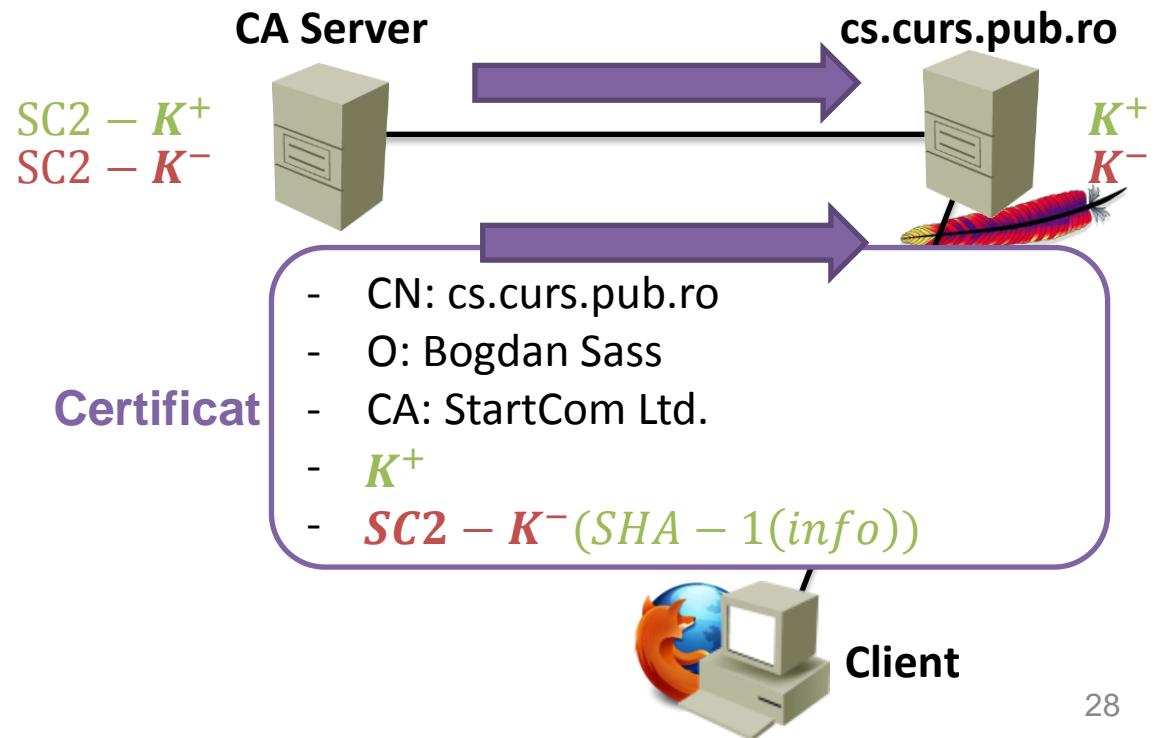 CA Server
cs.curs.pub.ro
SC2 − K⁺
SC2 − K⁻
K⁺
K⁻
Certificat
- CN: cs.curs.pub.ro
- O: Bogdan Sass
- CA: StartCom Ltd.
- K⁺
- SC2 − K⁻(SHA − 1(info))
Client
28